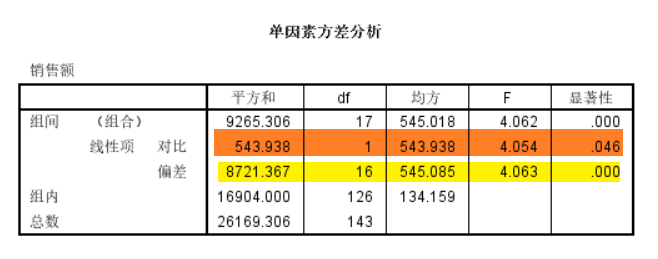 单因素方差分析
销售额
平方和 df 均方 F 显著性
组间 （组合） 9265.306 17 545.018 4.062 .000
线性项 对比 543.938 1 543.938 4.054 .046
偏差 8721.367 16 545.085 4.063 .000
组内 16904.000 126 134.159
总数 26169.306 143